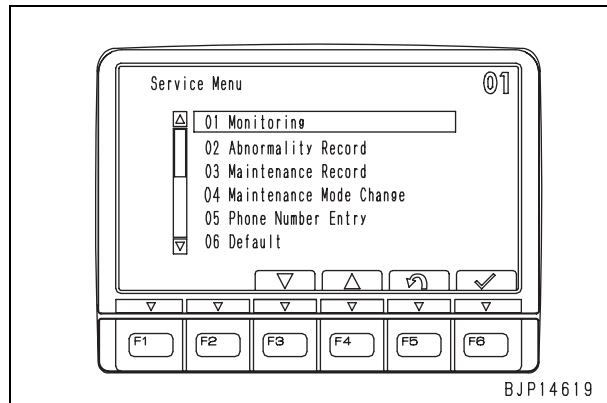 Service Menu 01
01 Monitoring
02 Abnormality Record
03 Maintenance Record
04 Maintenance Mode Change
05 Phone Number Entry
06 Default
F1 F2 F3 F4 F5 F6
BJP14619